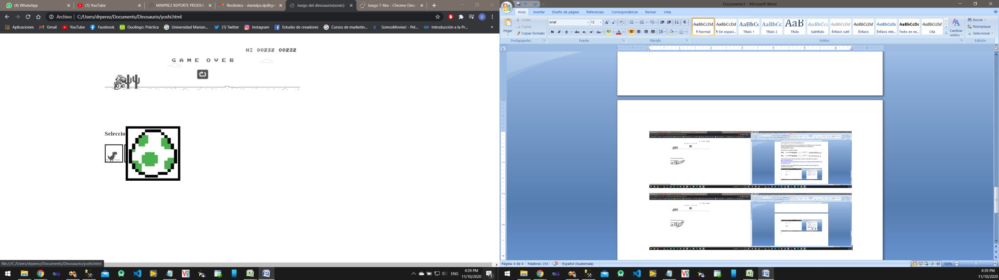 (4) WhatsApp
(1) YouTube
MINPRE2 REPORTE PRODUC
Recibidos - danielpz.dp@gm
Juego del dinosaurio(sonic)
Juego T-Rex - Chrome Dino
Archivo
C:/Users/drperez/Documents/Dinosaurio/yoshi.html
Aplicaciones
Gmail
YouTube
Facebook
Duolingo: Práctica
Universidad Marian...
(1) Twitter
Instagram
Estudio de creadores
Cursos de marketin...
SomosMovies! - Pel...
Introducción a la Pr...
»
HI 00232 00232
GAME OVER
Seleccio
file:///C:/Users/drperez/Documents/Dinosaurio/yoshi.html
ENG
4:39 PM
11/10/2020
Documento1 - Microsoft Word
Inicio
Insertar
Diseño de página
Referencias
Correspondencia
Revisar
Vista
Pegar
Cortar
Copiar
Copiar formato
Portapapeles
Arial
12
Fuente
Párrafo
AaBbCcDd
¶ Normal
AaBbCcDd
¶ Sin espaci...
AaBbC
Título 1
AaBbCc
Título 2
AaB
Título
AaBbCc
Subtítulo
AaBbCcDd
Énfasis sutil
AaBbCcDd
Énfasis
AaBbCcDd
Énfasis inte...
AaBbCcDc
Texto en ne...
AaBbCcDd
Cita
Cambiar
estilos
Estilos
Buscar
Reemplazar
Seleccionar
Edición
Página: 4 de 4
Palabras: 233
Español (Guatemala)
100%
4:39 PM
11/10/2020